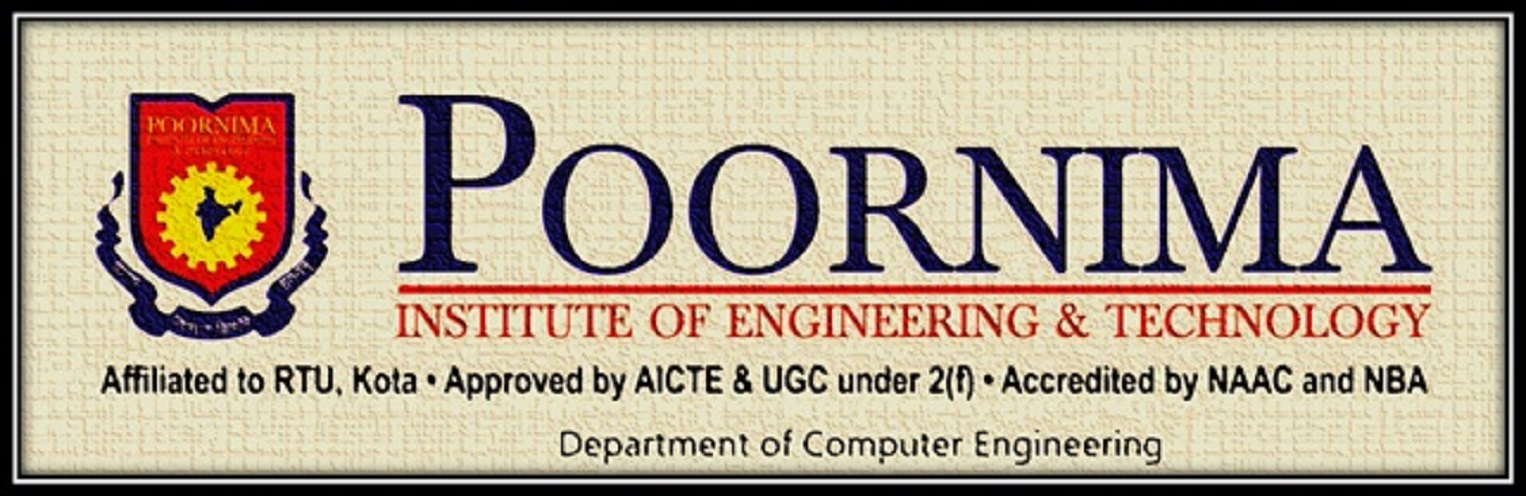 POORNIMA
POORNIMA
INSTITUTE OF ENGINEERING & TECHNOLOGY
Affiliated to RTU, Kota • Approved by AICTE & UGC under 2(f) • Accredited by NAAC and NBA
Department of Computer Engineering